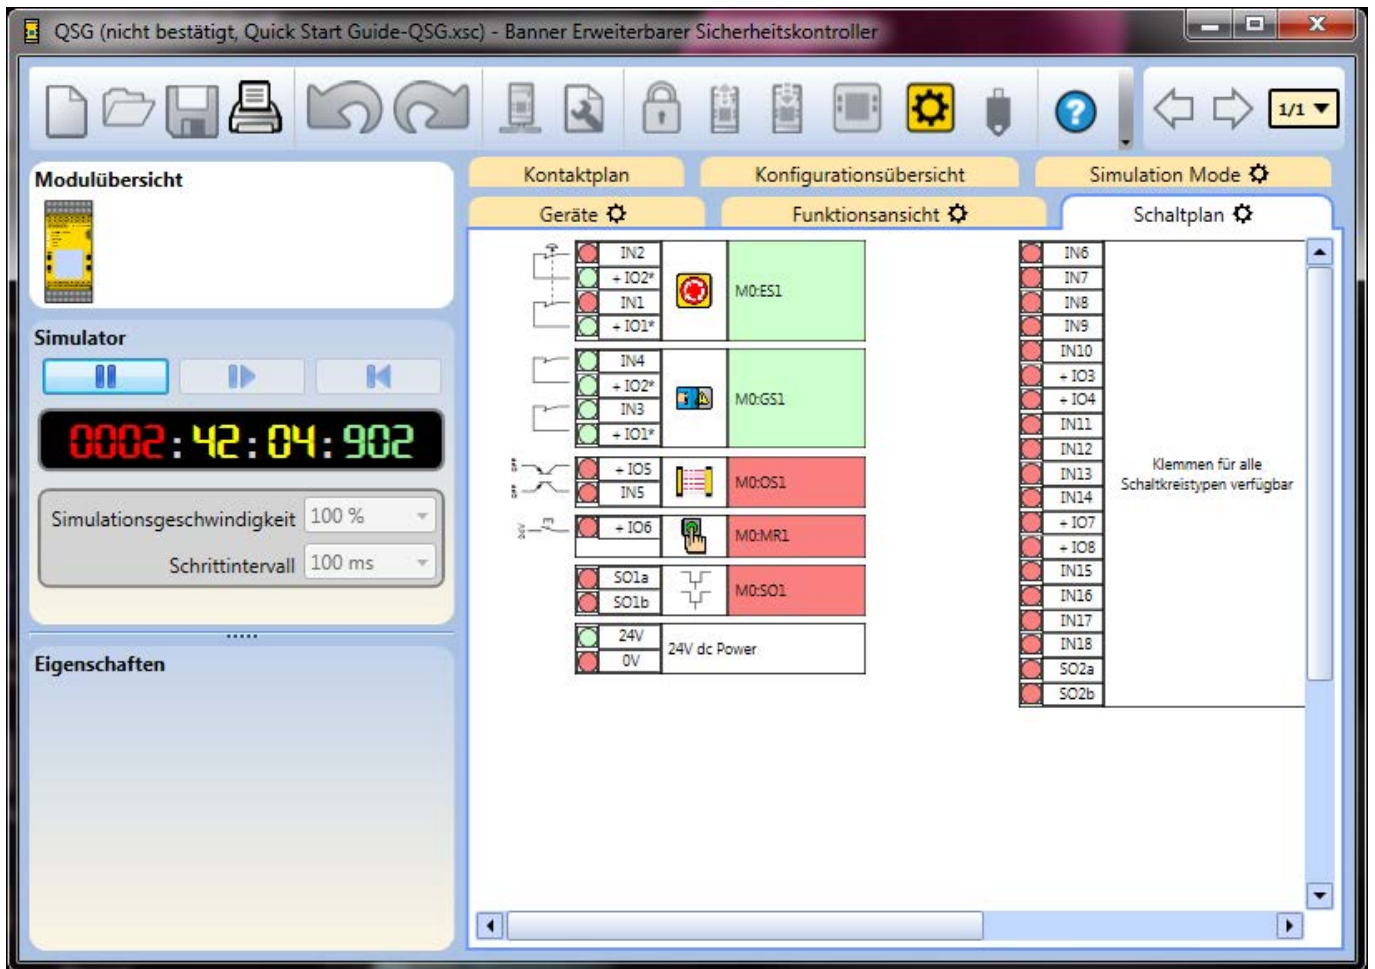 QSG (nicht bestätigt, Quick Start Guide-QSG.xsc) - Banner Erweiterbarer Sicherheitskontroller
1/1
Modulübersicht
Simulator
0002:42:04:902
Simulationsgeschwindigkeit 100 %
Schrittintervall 100 ms
Eigenschaften
Kontaktplan
Konfigurationsübersicht
Simulation Mode
Geräte
Funktionsansicht
Schaltplan
IN2
+ IO2*
IN1
+ IO1*
M0:ES1
IN4
+ IO2*
IN3
+ IO1*
M0:GS1
OFF
OFF
+ IO5
IN5
M0:OS1
24V
+ IO6
M0:MR1
SO1a
SO1b
M0:SO1
24V
0V
24V dc Power
IN6
IN7
IN8
IN9
IN10
+ IO3
+ IO4
IN11
IN12
IN13
IN14
+ IO7
+ IO8
IN15
IN16
IN17
IN18
SO2a
SO2b
Klemmen für alle
Schaltkreistypen verfügbar